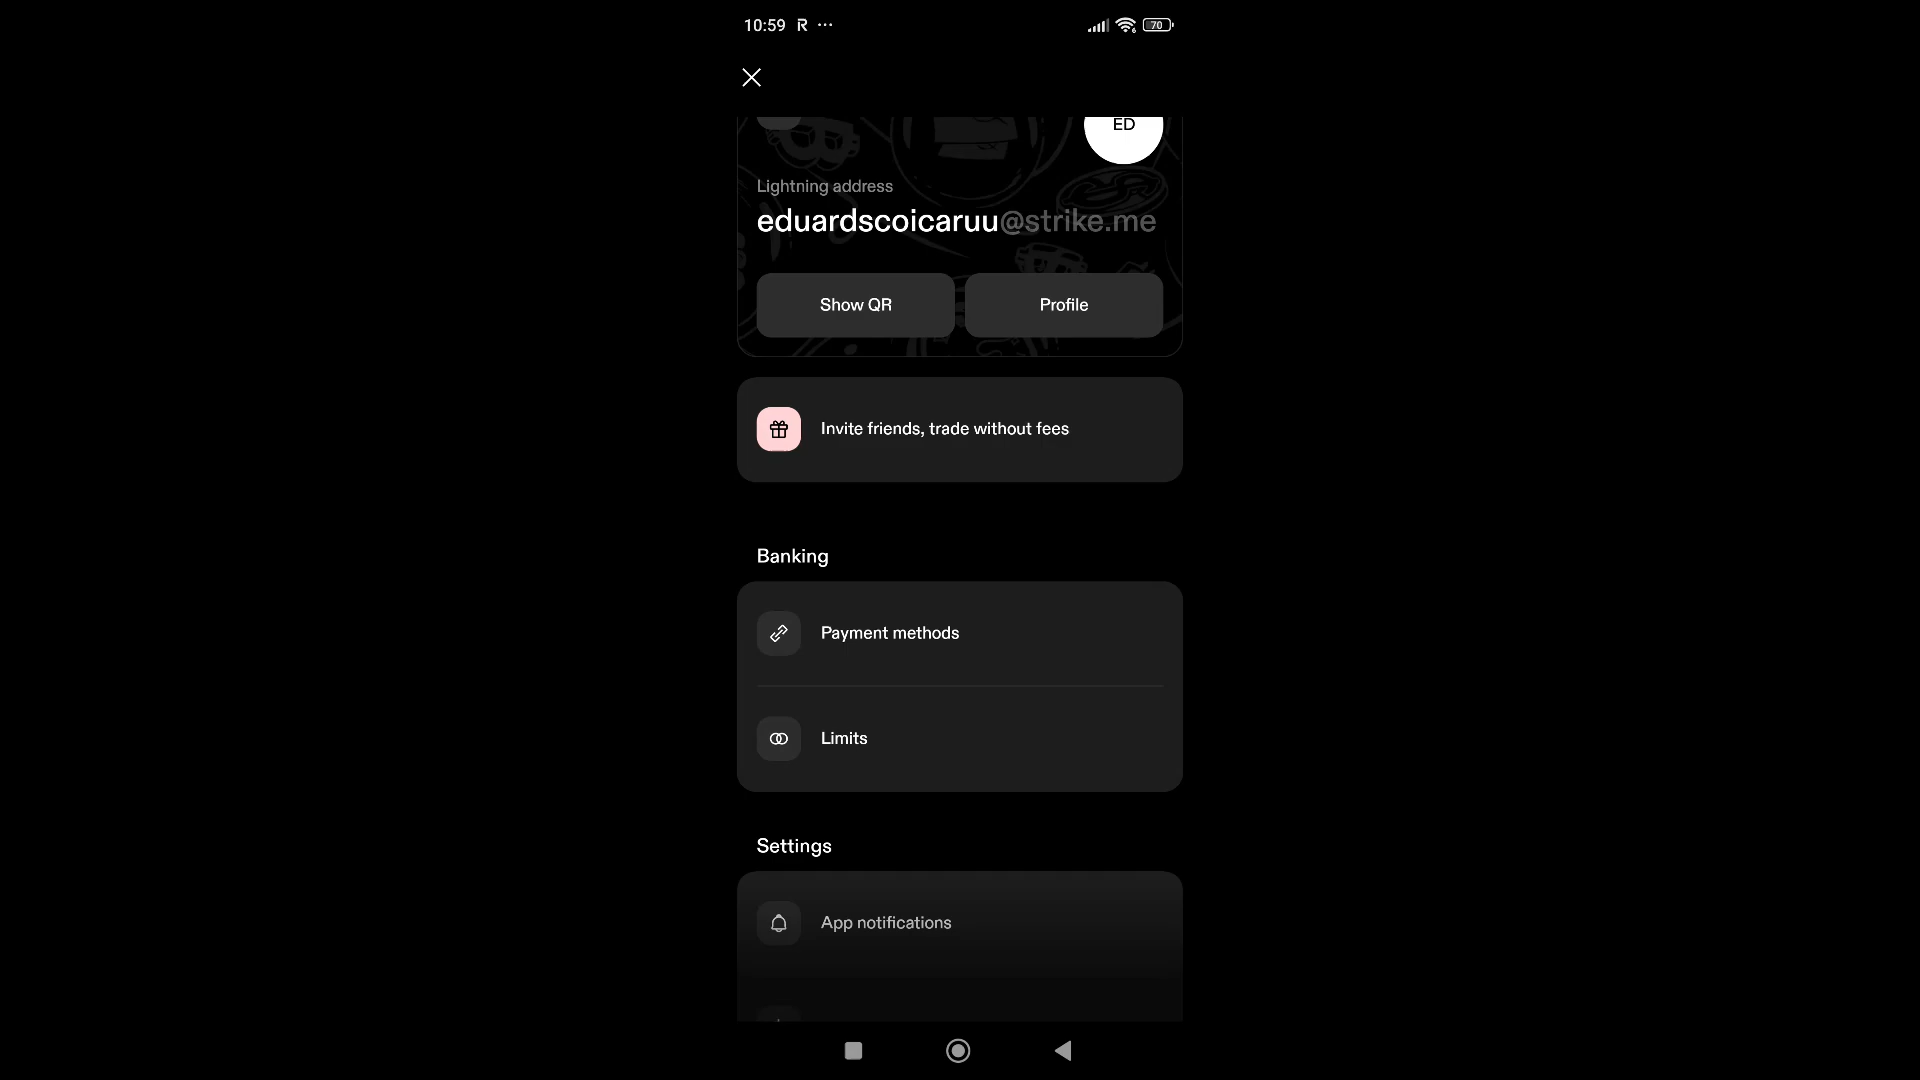 10:59 R ...
70
ED
Lightning address
eduardscoicaruu@strike.me
Show QR
Profile
Invite friends, trade without fees
Banking
Payment methods
Limits
Settings
App notifications